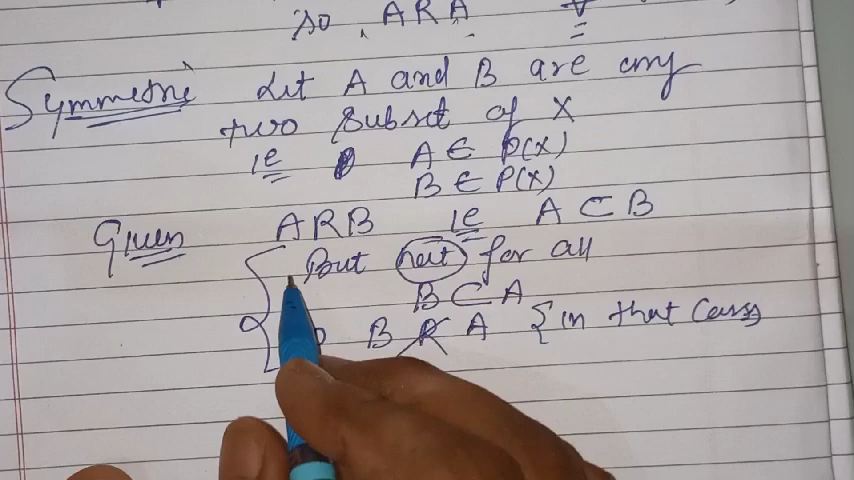 so ARA ∀
Symmetric Let A and B are any
two subset of X
ie A ∈ P(X)
B ∈ P(X)
Given ARB ie A ⊂ B
But not for all
B ⊂ A
B R̸ A {in that case